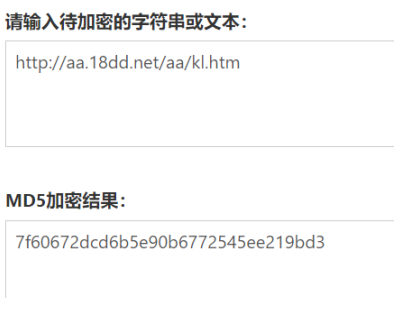 请输入待加密的字符串或文本：
http://aa.18dd.net/aa/kl.htm
MD5加密结果：
7f60672dcd6b5e90b6772545ee219bd3